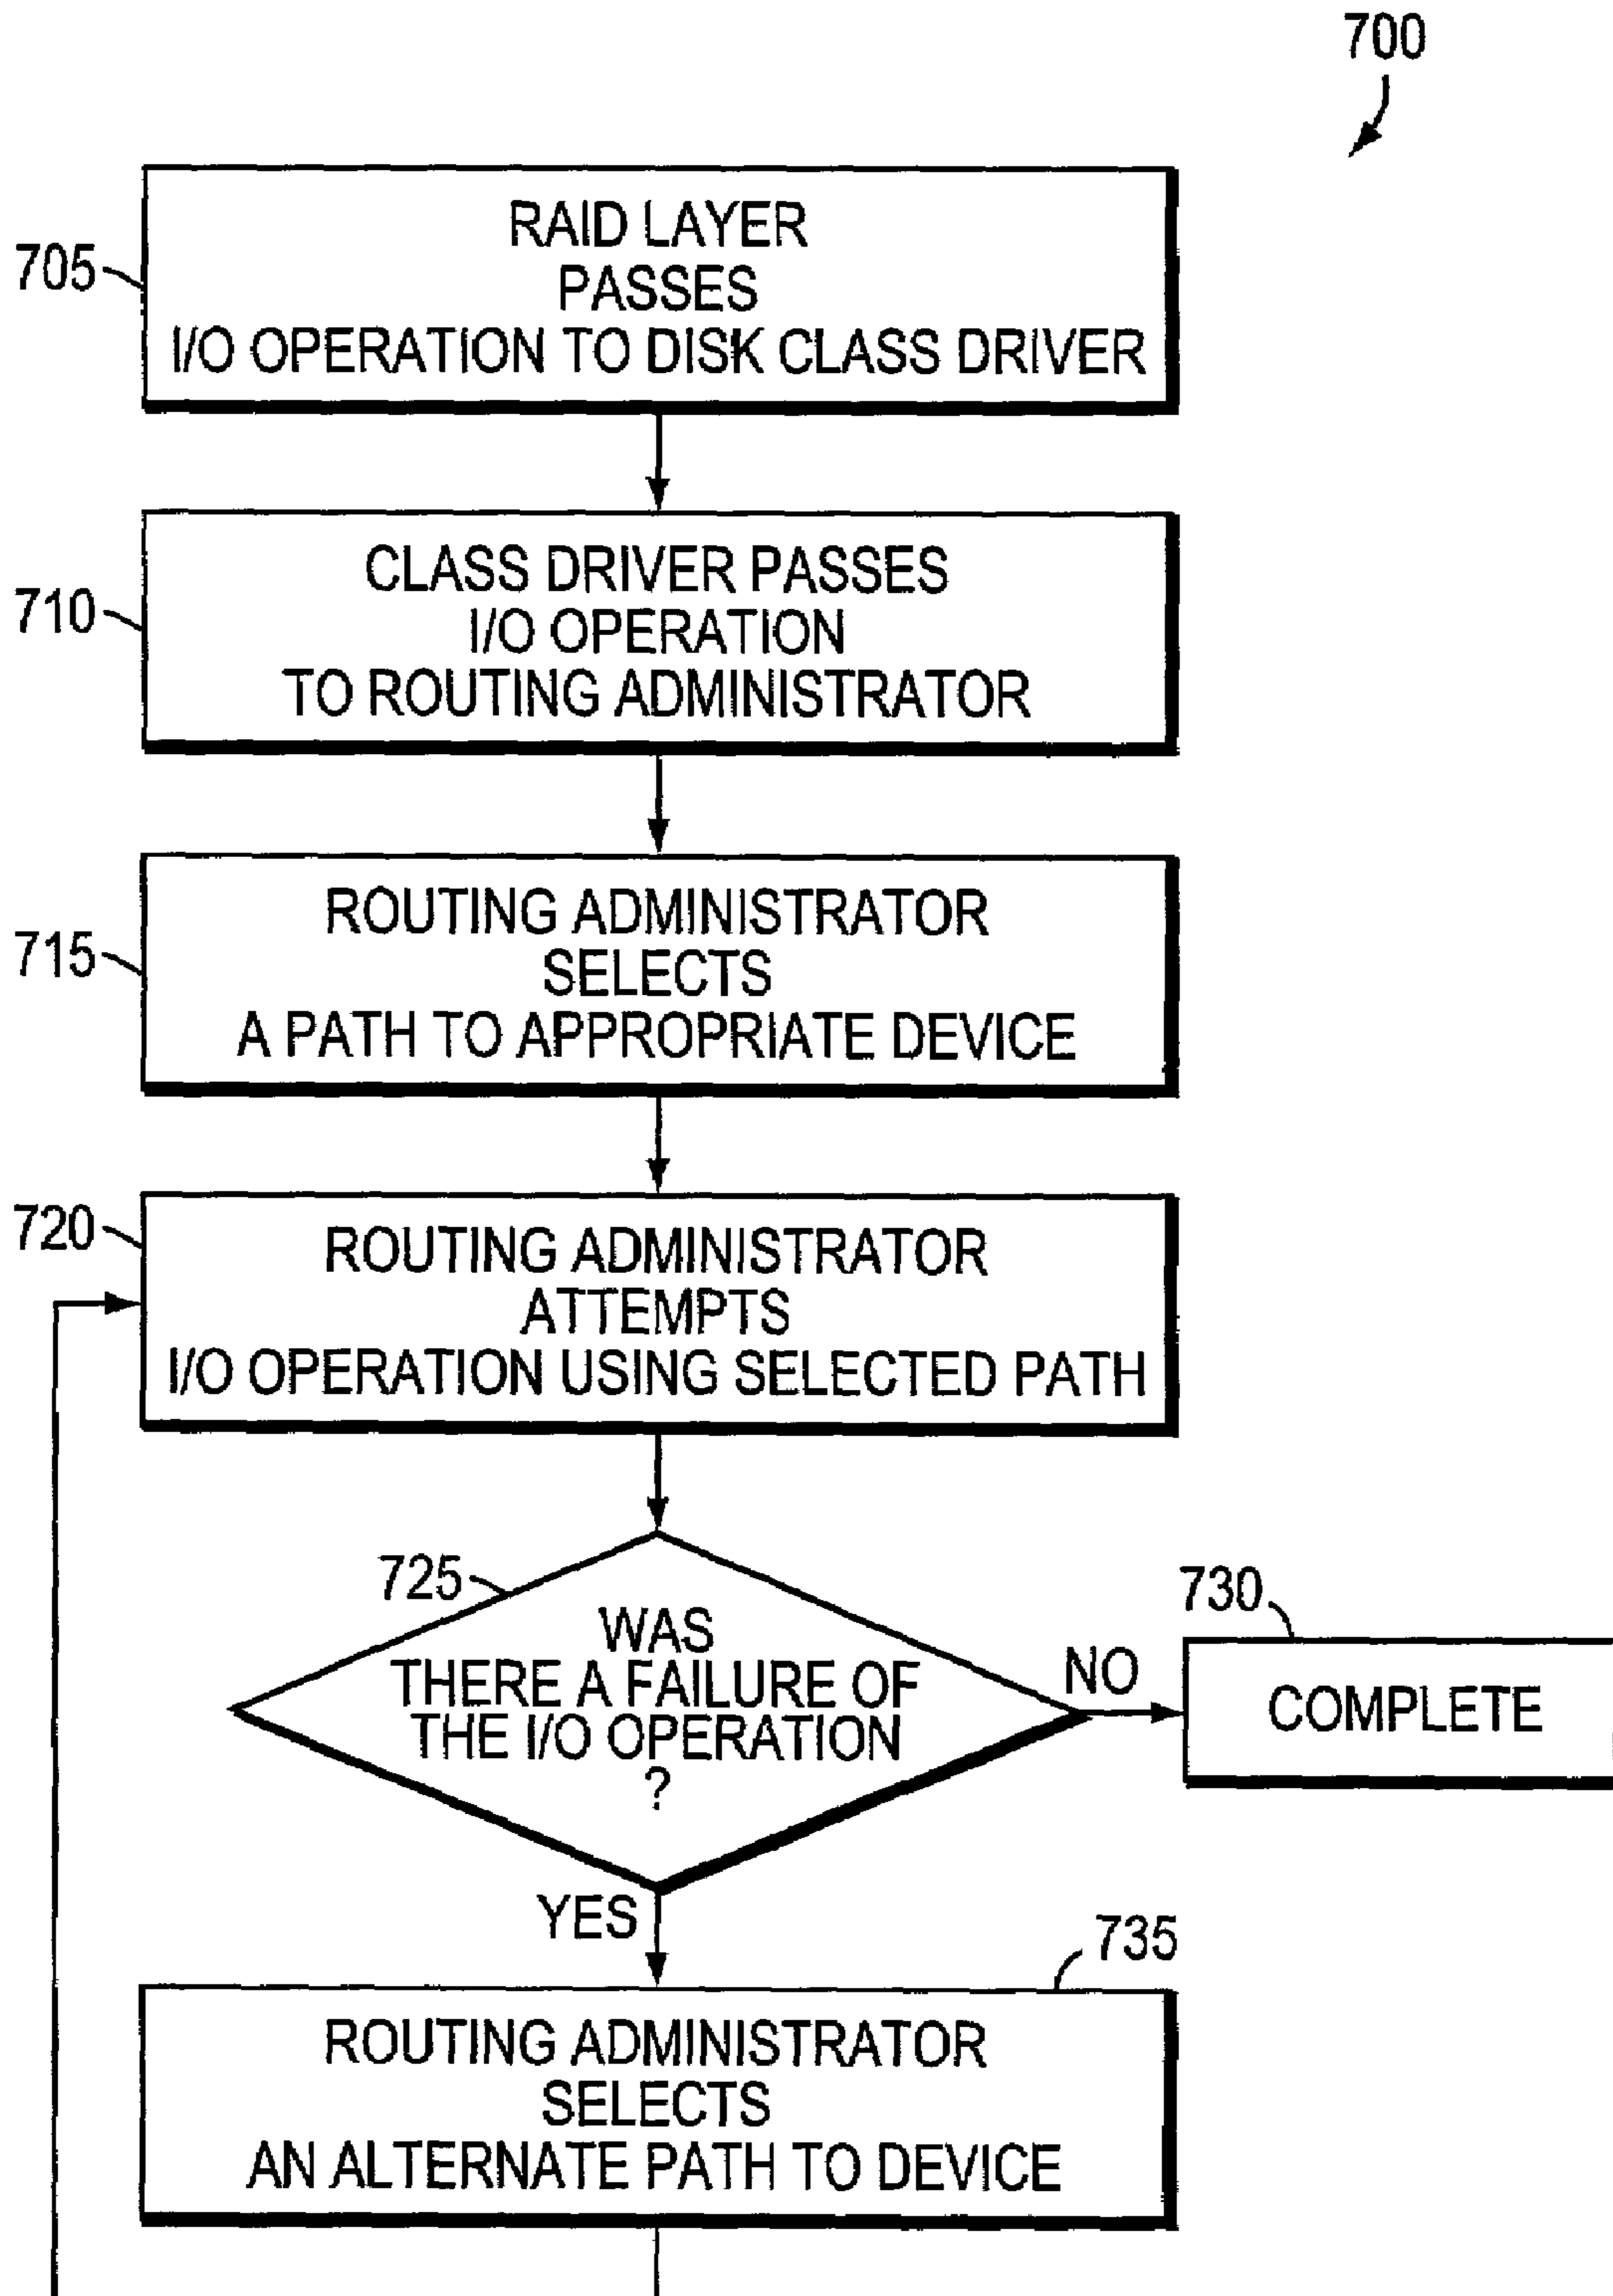 700
705
RAID LAYER
PASSES
I/O OPERATION TO DISK CLASS DRIVER
710
CLASS DRIVER PASSES
I/O OPERATION
TO ROUTING ADMINISTRATOR
715
ROUTING ADMINISTRATOR
SELECTS
A PATH TO APPROPRIATE DEVICE
720
ROUTING ADMINISTRATOR
ATTEMPTS
I/O OPERATION USING SELECTED PATH
725
WAS
THERE A FAILURE OF
THE I/O OPERATION
?
NO
730
COMPLETE
YES
735
ROUTING ADMINISTRATOR
SELECTS
AN ALTERNATE PATH TO DEVICE